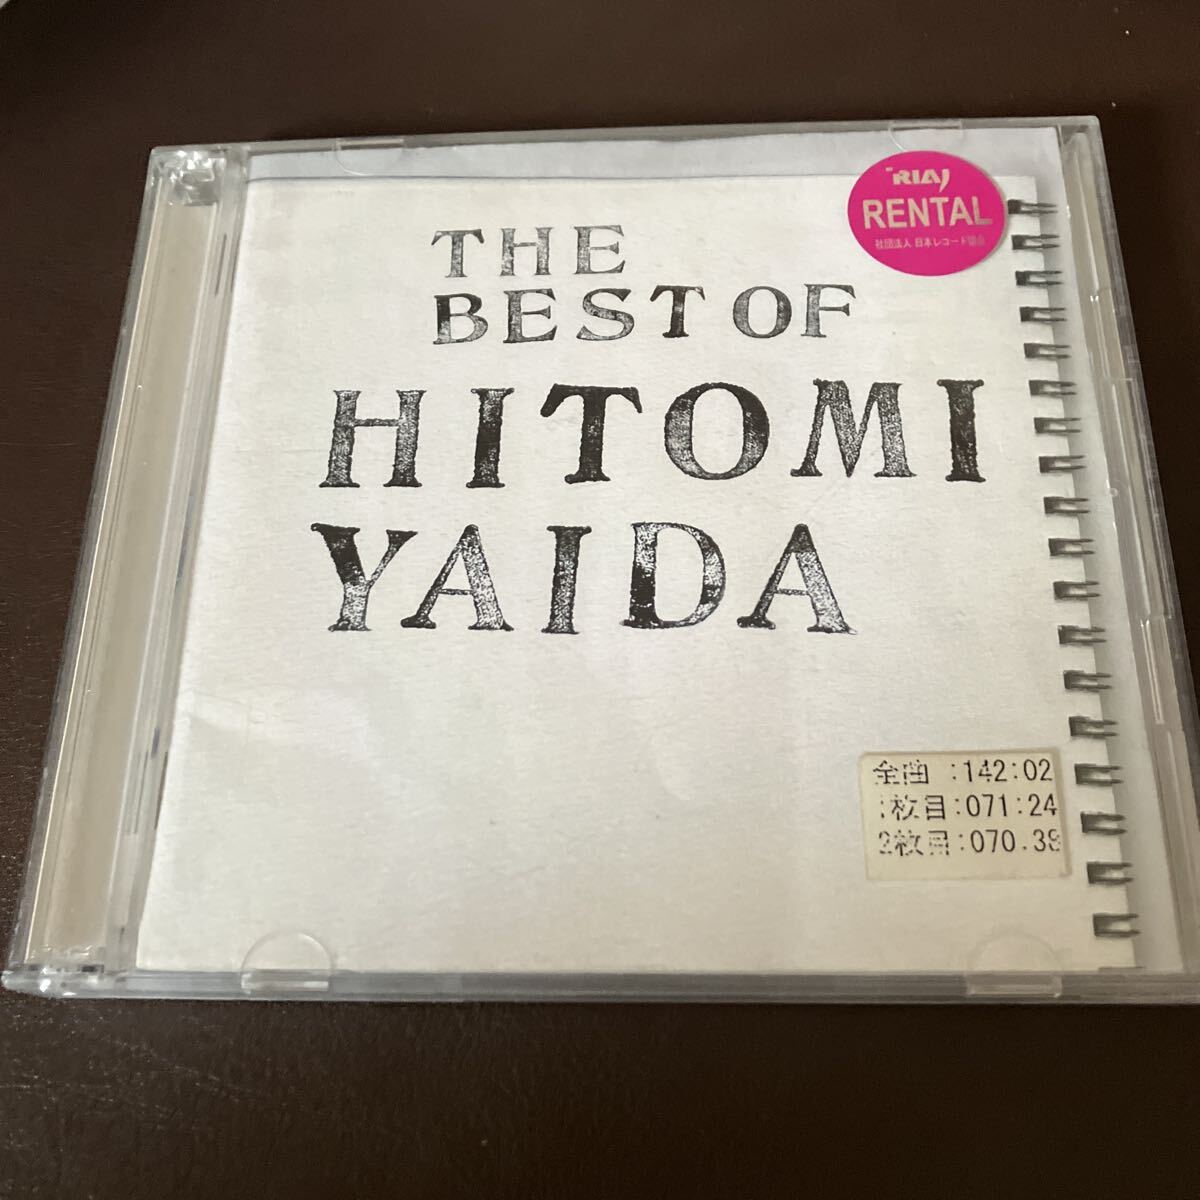 RIAJ
RENTAL
社団法人 日本レコード協会
THE
BEST OF
HITOMI
YAIDA
全曲 :142:02
1枚目:071:24
2枚目:070.38